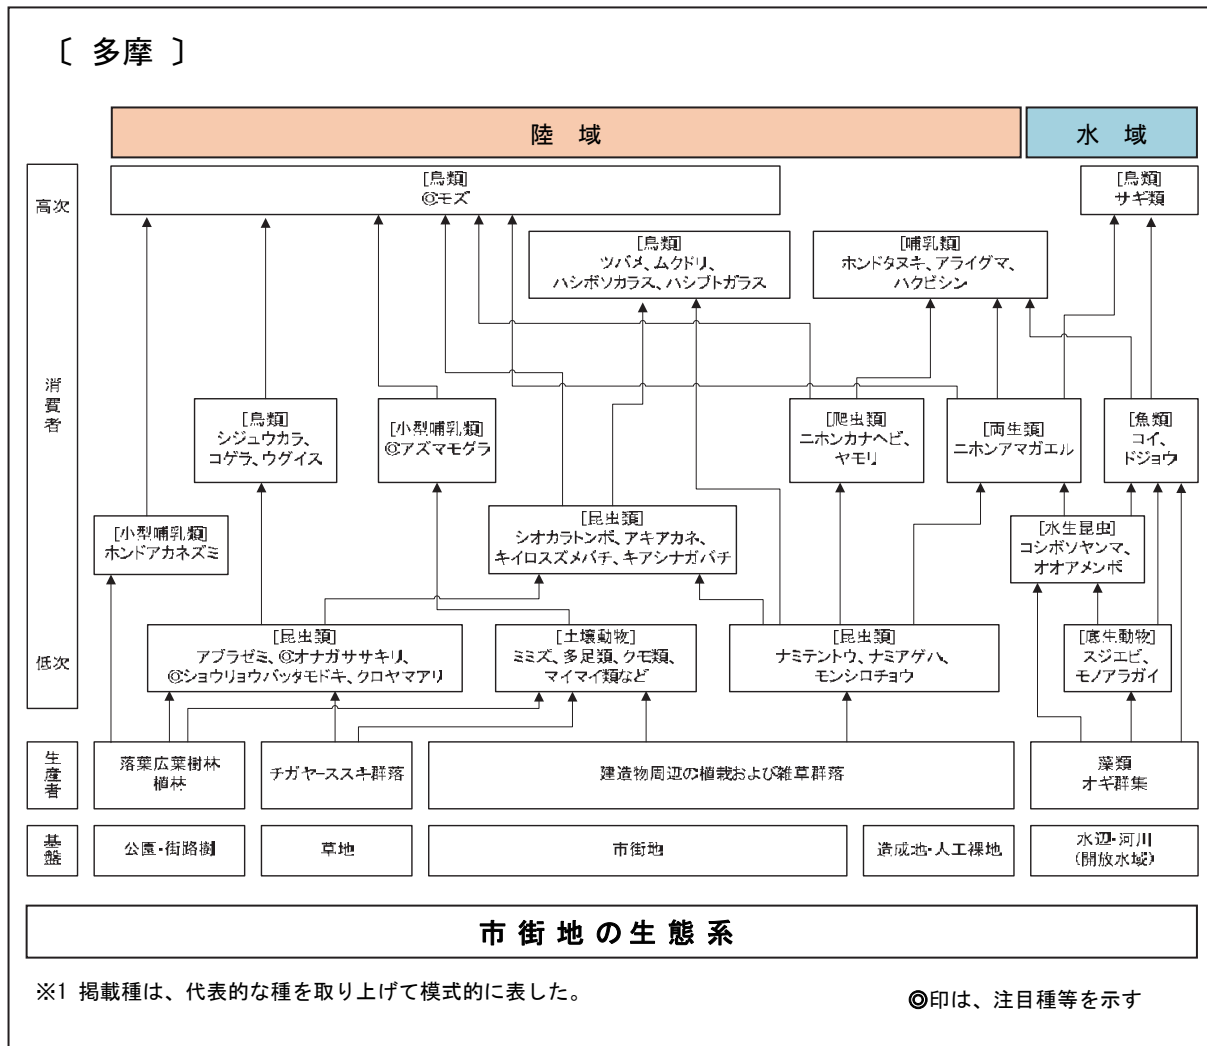 〔 多摩 〕
陸 域
水 域
高次
消費者
低次
生産者
基盤
[鳥類]
◎モズ
[鳥類]
サギ類
[鳥類]
ツバメ、ムクドリ、
ハシボソカラス、ハシブトガラス
[哺乳類]
ホンドタヌキ、アライグマ、
ハクビシン
[鳥類]
シジュウカラ、
コゲラ、ウグイス
[小型哺乳類]
◎アズマモグラ
[爬虫類]
ニホンカナヘビ、
ヤモリ
[両生類]
ニホンアマガエル
[魚類]
コイ、
ドジョウ
[小型哺乳類]
ホンドアカネズミ
[昆虫類]
シオカラトンボ、アキアカネ、
キイロスズメバチ、キアシナガバチ
[水生昆虫]
コシボソヤンマ、
オオアメンボ
[昆虫類]
アブラゼミ、◎オナガササキリ、
◎ショウリョウバッタモドキ、クロヤマアリ
[土壌動物]
ミミズ、多足類、クモ類、
マイマイ類など
[昆虫類]
ナミテントウ、ナミアゲハ、
モンシロチョウ
[底生動物]
スジエビ、
モノアラガイ
落葉広葉樹林
植林
チガヤーススキ群落
建造物周辺の植栽および雑草群落
藻類
オギ群集
公園・街路樹
草地
市街地
造成地・人工裸地
水辺・河川
(開放水域)
市街地の生態系
※1 掲載種は、代表的な種を取り上げて模式的に表した。
◎印は、注目種等を示す